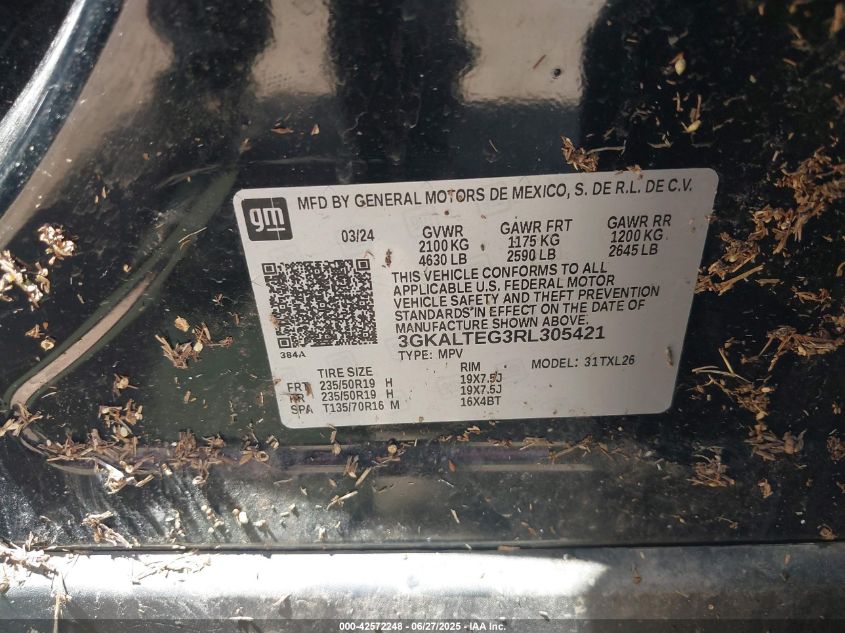 gm
MFD BY GENERAL MOTORS DE MEXICO, S. DE R.L. DE C.V.
03/24 GVWR GAWR FRT GAWR RR
2100 KG 1175 KG 1200 KG
4630 LB 2590 LB 2645 LB
THIS VEHICLE CONFORMS TO ALL
APPLICABLE U.S. FEDERAL MOTOR
VEHICLE SAFETY AND THEFT PREVENTION
STANDARDS IN EFFECT ON THE DATE OF
MANUFACTURE SHOWN ABOVE.
384A
3GKALTEG3RL305421
TYPE: MPV MODEL: 31TXL26
TIRE SIZE RIM
FRT 235/50R19 H 19X7.5J
RR 235/50R19 H 19X7.5J
SPA T135/70R16 M 16X4BT
000-42572248 - 06/27/2025 - IAA Inc.